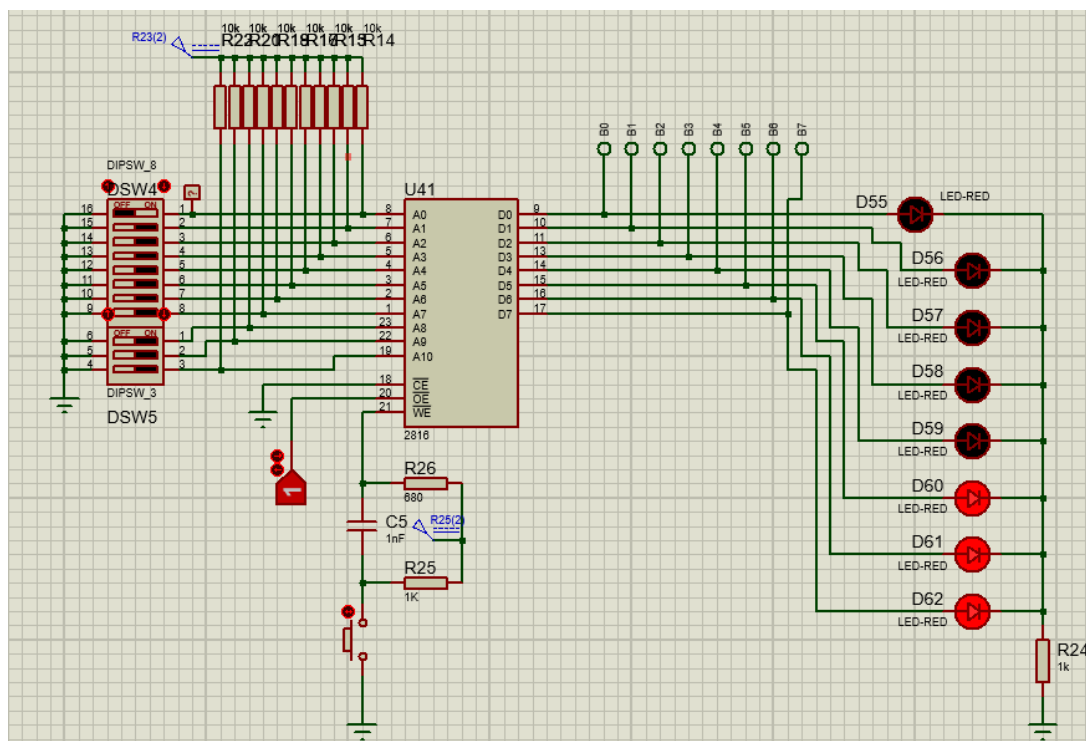 10k 10k 10k 10k 10k 10k
R23(2)
R22 R20 R18 R16 R15 R14
B0 B1 B2 B3 B4 B5 B6 B7
DIPSW_8
DSW4
OFF ON
16 1
15 2
14 3
13 4
12 5
11 6
10 7
9 8
OFF ON
6 1
5 2
4 3
DIPSW_3
DSW5
?
U41
8 A0 D0 9
7 A1 D1 10
6 A2 D2 11
5 A3 D3 13
4 A4 D4 14
3 A5 D5 15
2 A6 D6 16
1 A7 D7 17
23 A8
22 A9
19 A10
18 CE
20 OE
21 WE
2816
1
R26
680
C5
1nF
R25(2)
R25
1K
D55
LED-RED
D56
LED-RED
D57
LED-RED
D58
LED-RED
D59
LED-RED
D60
LED-RED
D61
LED-RED
D62
LED-RED
R24
1k